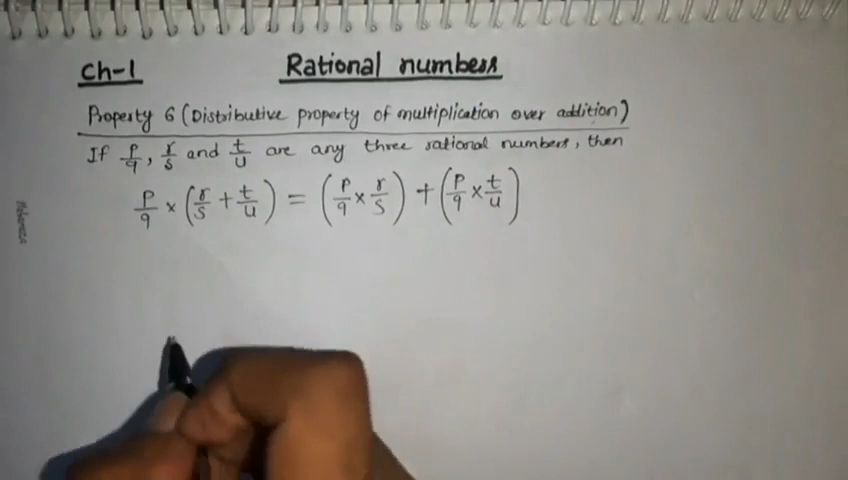 Ch-1 Rational numbers
Property 6 (Distributive property of multiplication over addition)
If p/q, r/s and t/u are any three rational numbers, then
p/q × (r/s + t/u) = (p/q × r/s) + (p/q × t/u)